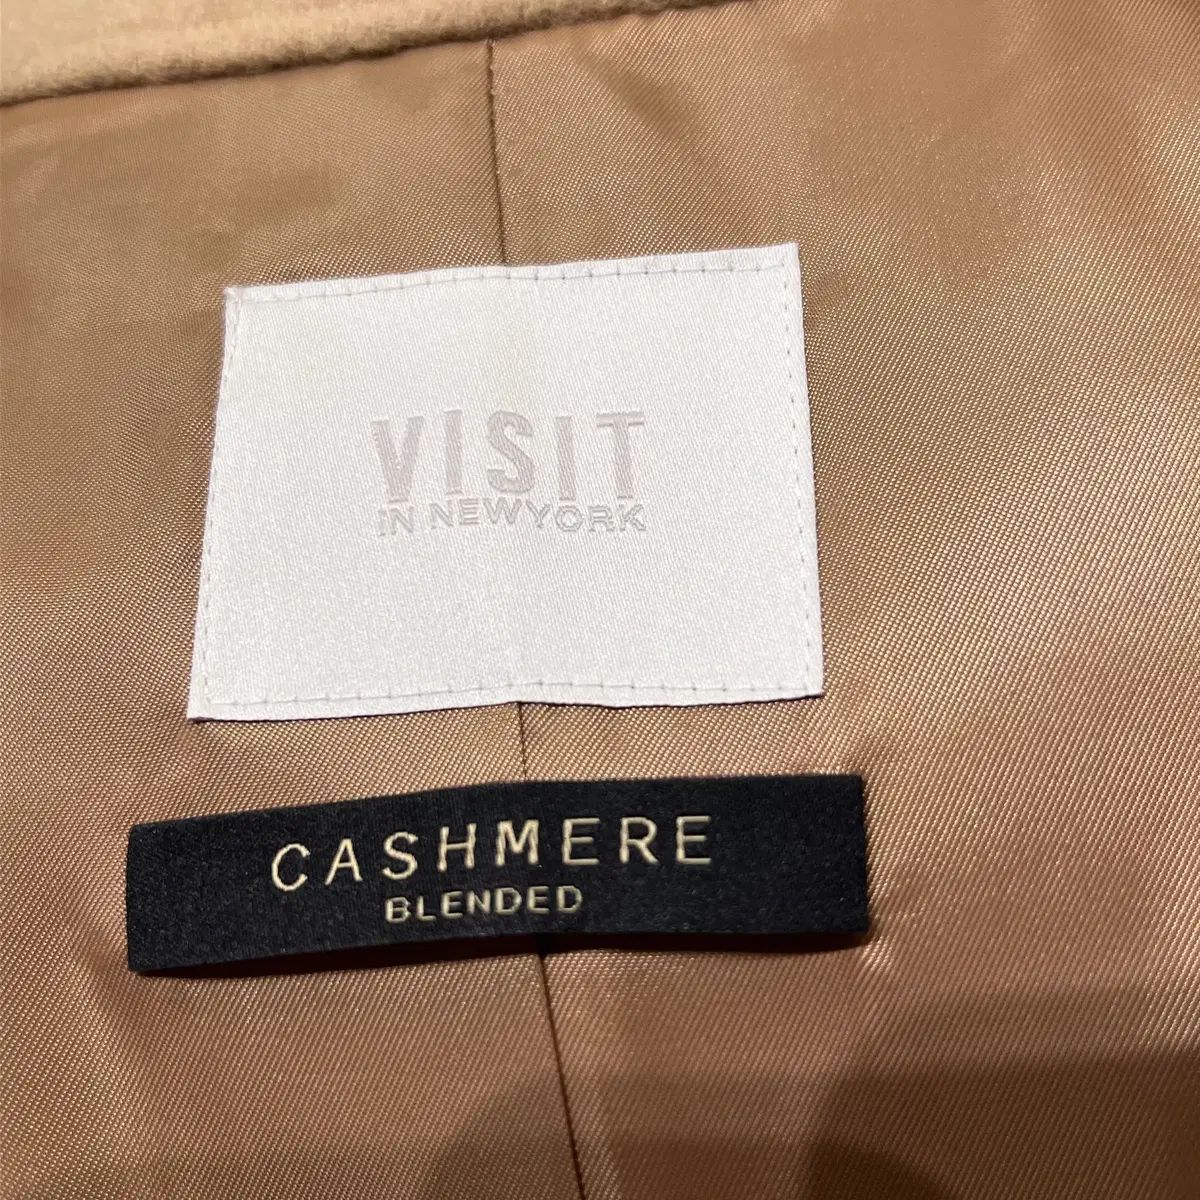 VISIT
IN NEWYORK
CASHMERE
BLENDED